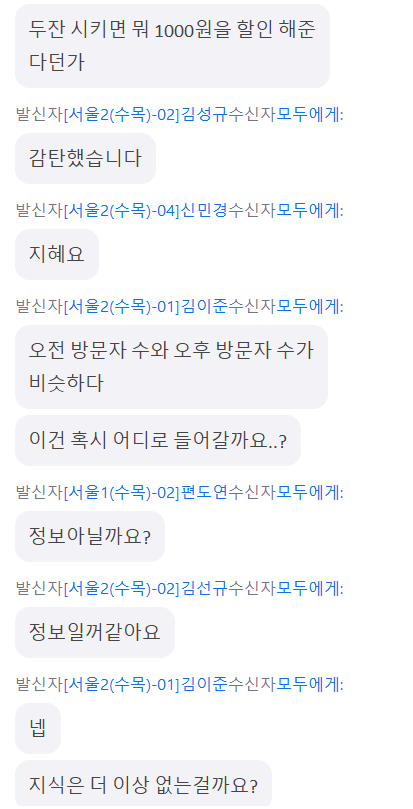 두잔 시키면 뭐 1000원을 할인 해준
다던가
발신자[서울2(수목)-02]김성규수신자모두에게:
감탄했습니다
발신자[서울2(수목)-04]신민경수신자모두에게:
지혜요
발신자[서울2(수목)-01]김이준수신자모두에게:
오전 방문자 수와 오후 방문자 수가
비슷하다
이건 혹시 어디로 들어갈까요..?
발신자[서울1(수목)-02]편도연수신자모두에게:
정보아닐까요?
발신자[서울2(수목)-02]김선규수신자모두에게:
정보일꺼같아요
발신자[서울2(수목)-01]김이준수신자모두에게:
넵
지식은 더 이상 없는걸까요?